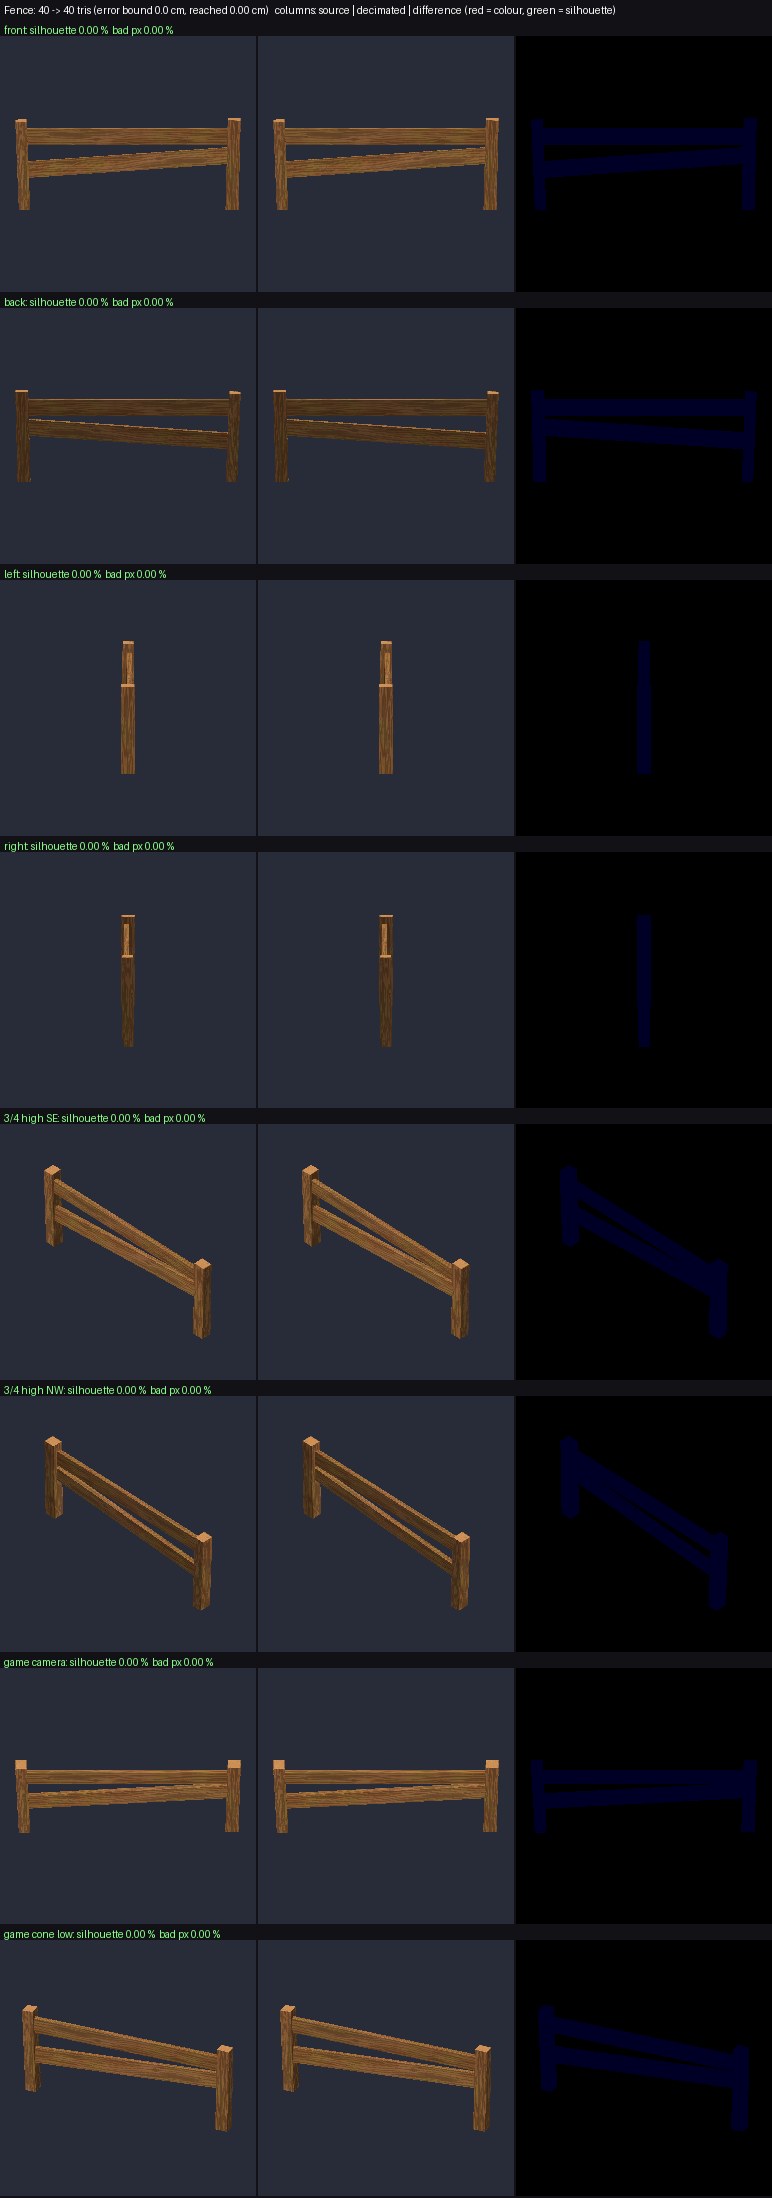 Fence: 40 -> 40 tris (error bound 0.0 cm, reached 0.00 cm)  columns: source | decimated | difference (red = colour, green = silhouette)
front: silhouette 0.00 %  bad px 0.00 %
back: silhouette 0.00 %  bad px 0.00 %
left: silhouette 0.00 %  bad px 0.00 %
right: silhouette 0.00 %  bad px 0.00 %
3/4 high SE: silhouette 0.00 %  bad px 0.00 %
3/4 high NW: silhouette 0.00 %  bad px 0.00 %
game camera: silhouette 0.00 %  bad px 0.00 %
game cone low: silhouette 0.00 %  bad px 0.00 %